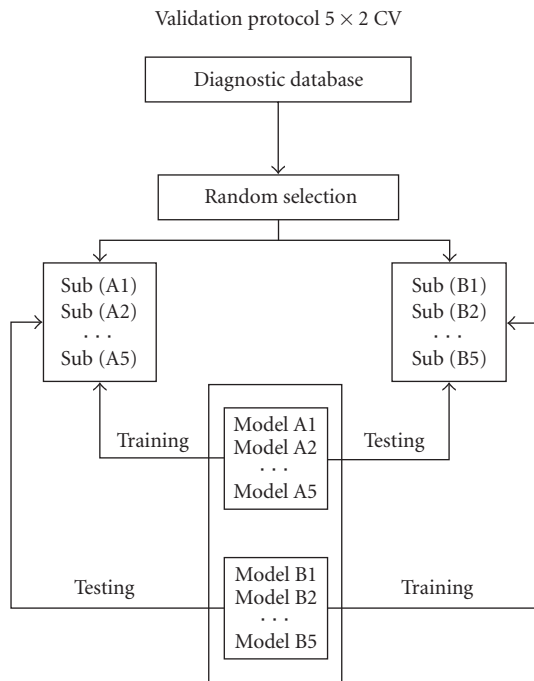 Validation protocol 5 × 2 CV
Diagnostic database
Random selection
Sub (A1)
Sub (A2)
· · ·
Sub (A5)
Sub (B1)
Sub (B2)
· · ·
Sub (B5)
Training
Model A1
Model A2
· · ·
Model A5
Testing
Testing
Model B1
Model B2
· · ·
Model B5
Training